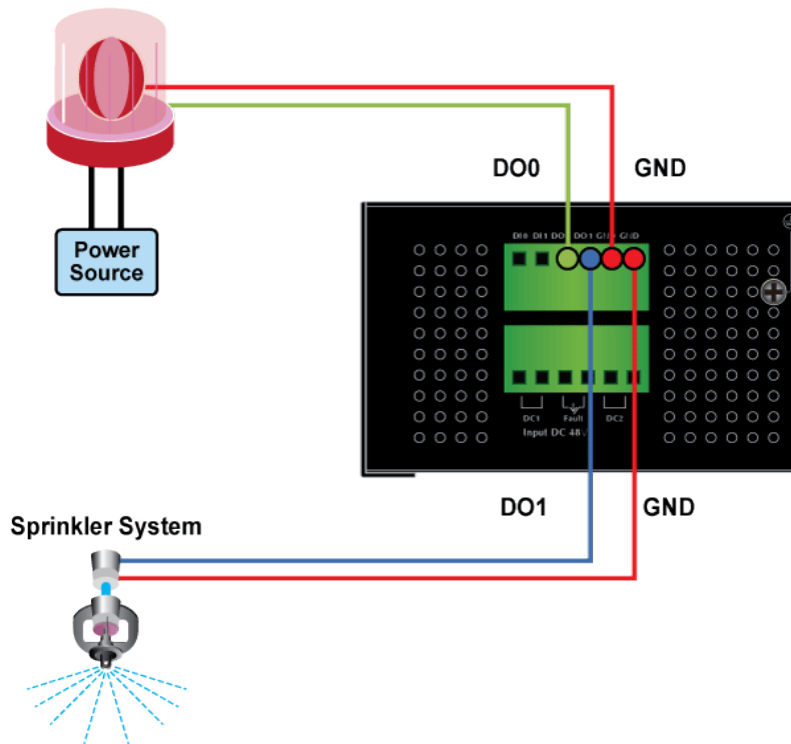 DO0 GND
Power
Source
DI0 DI1 DO0 DO1 GND GND
DC1 Fault DC2
Input DC 48V
DO1 GND
Sprinkler System